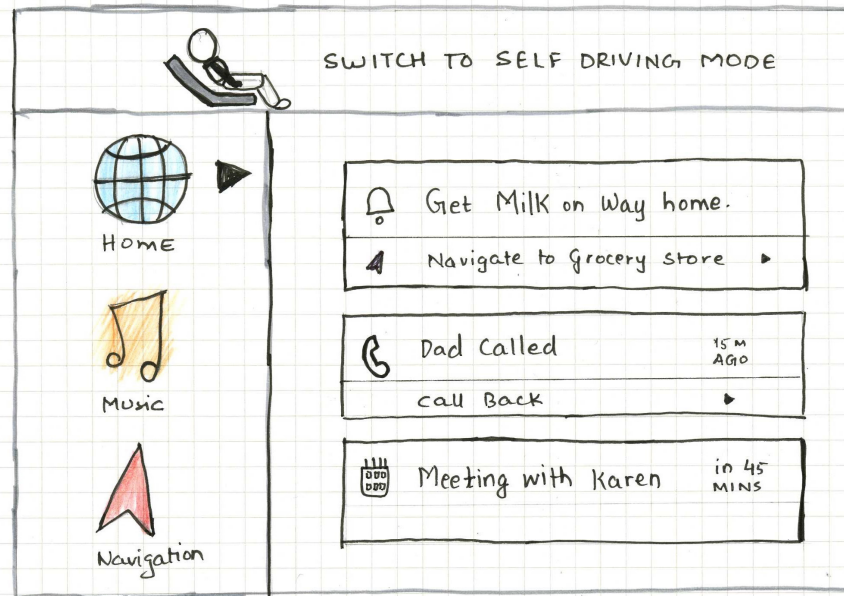 SWITCH TO SELF DRIVING MODE
HOME
Music
Navigation
Get Milk on Way home.
Navigate to Grocery store
Dad Called
15 M
AGO
Call Back
Meeting with Karen
in 45
MINS